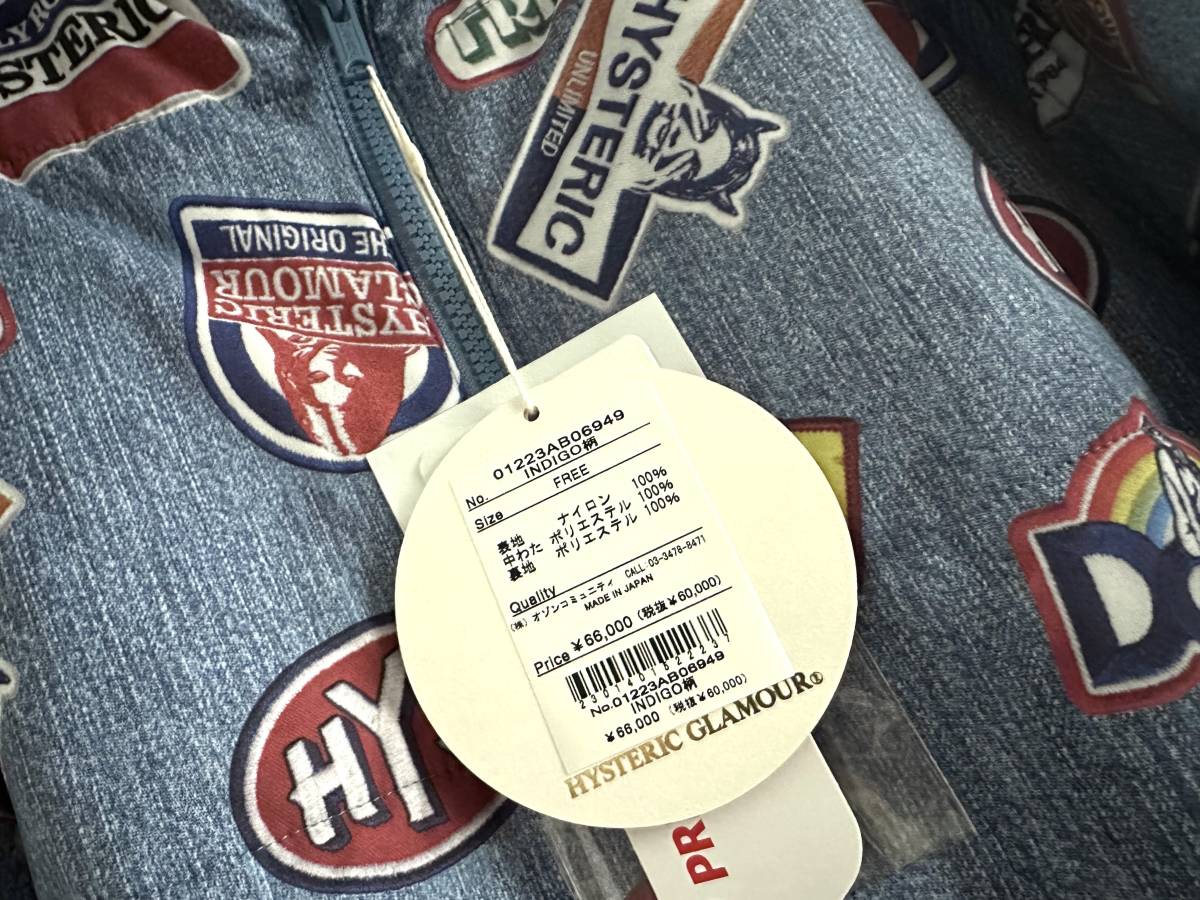 STERIC
HYSTERIC
UNLIMITED
THE ORIGINAL
HYSTERIC
GLAMOUR
HY
D
No. 01223AB06949
INDIGO柄
Size FREE
表地 ナイロン 100%
中わた ポリエステル 100%
裏地 ポリエステル 100%
Quality
(株) オゾンコミュニティ CALL:03-3478-8471
MADE IN JAPAN
Price ¥66,000 (税抜¥60,000)
No.01223AB06949
INDIGO柄
¥66,000 (税抜¥60,000)
HYSTERIC GLAMOUR®
PR